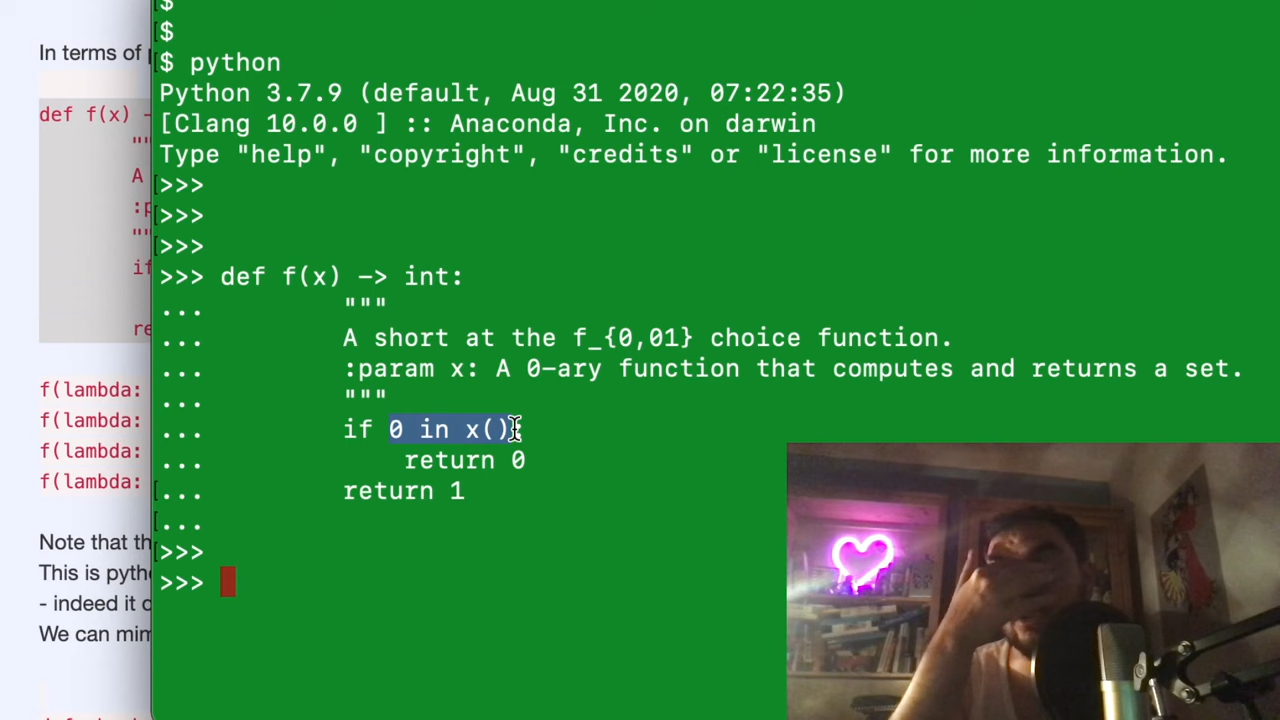 $
$
$ python
Python 3.7.9 (default, Aug 31 2020, 07:22:35)
[Clang 10.0.0 ] :: Anaconda, Inc. on darwin
Type "help", "copyright", "credits" or "license" for more information.
>>>
>>>
>>>
>>> def f(x) -> int:
... """
... A short at the f_{0,01} choice function.
... :param x: A 0-ary function that computes and returns a set.
... """
... if 0 in x():
... return 0
... return 1
...
>>>
>>>
In terms of
def f(x) -
""
A
:p
""
if
re
f(lambda:
f(lambda:
f(lambda:
f(lambda:
Note that th
This is pyth
- indeed it
We can